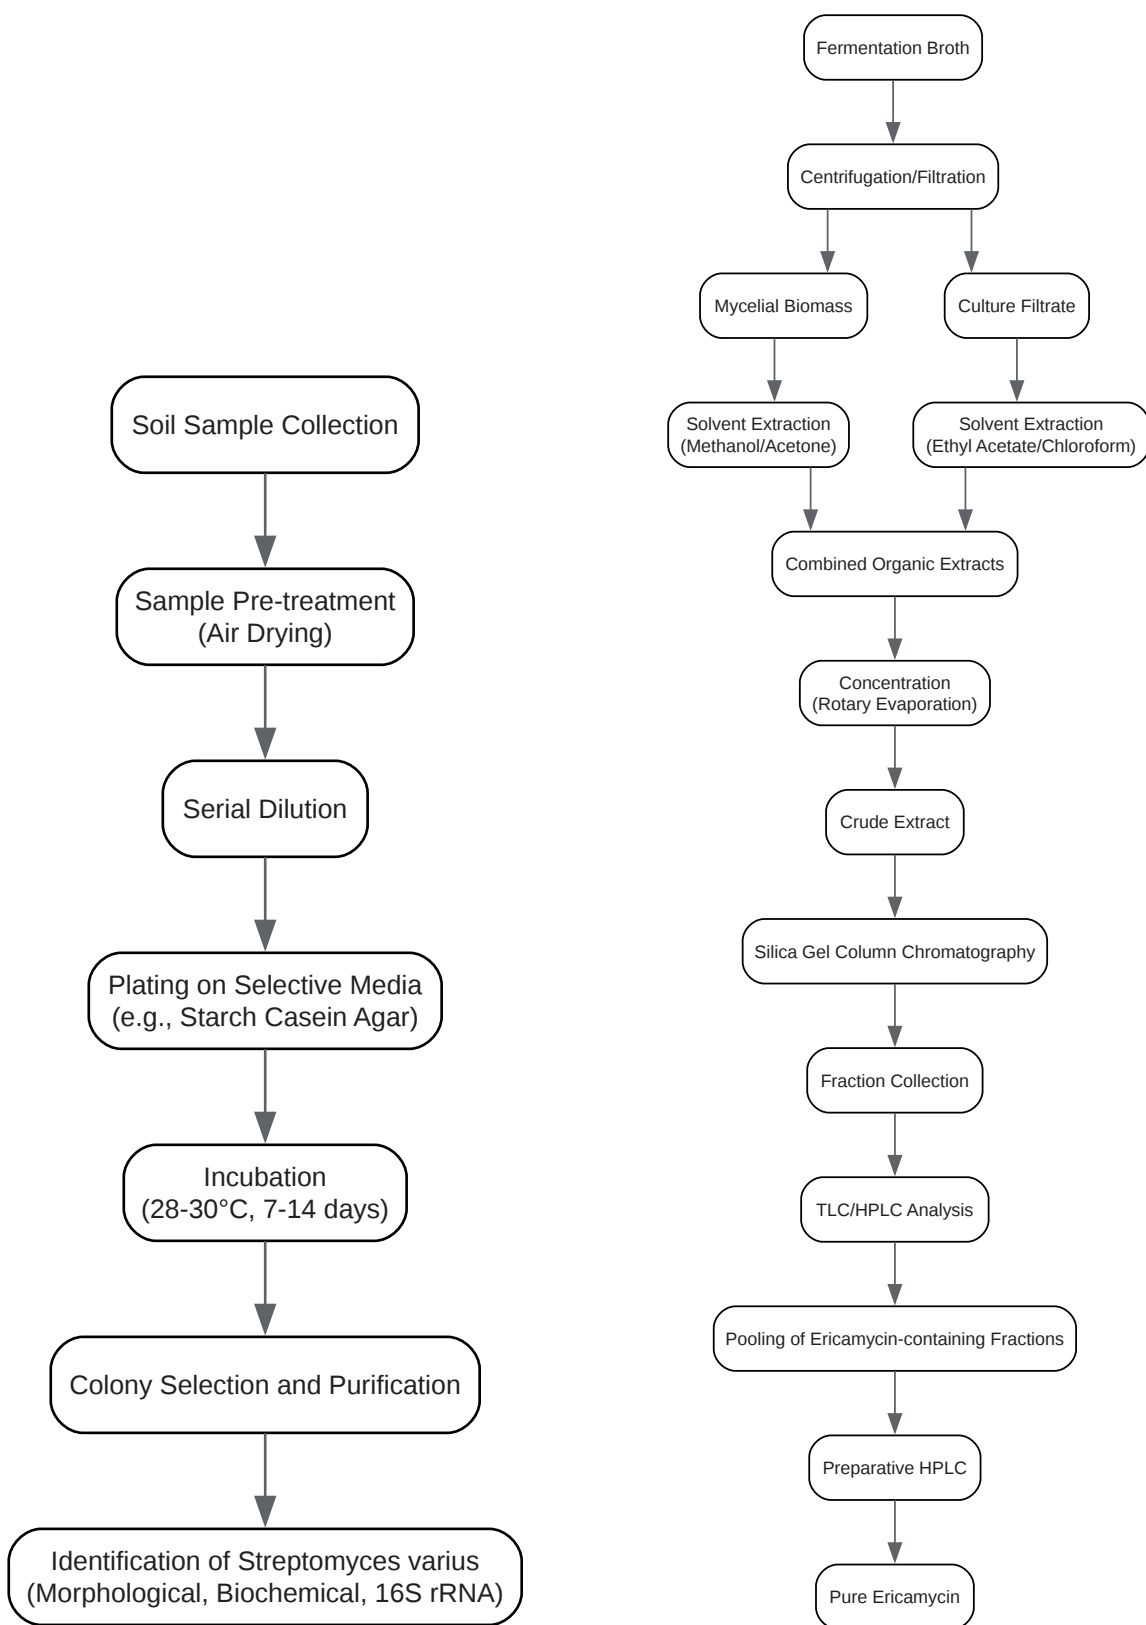 Soil Sample Collection
Sample Pre-treatment
(Air Drying)
Serial Dilution
Plating on Selective Media
(e.g., Starch Casein Agar)
Incubation
(28-30°C, 7-14 days)
Colony Selection and Purification
Identification of Streptomyces varius
(Morphological, Biochemical, 16S rRNA)
Fermentation Broth
Centrifugation/Filtration
Mycelial Biomass
Culture Filtrate
Solvent Extraction
(Methanol/Acetone)
Solvent Extraction
(Ethyl Acetate/Chloroform)
Combined Organic Extracts
Concentration
(Rotary Evaporation)
Crude Extract
Silica Gel Column Chromatography
Fraction Collection
TLC/HPLC Analysis
Pooling of Ericamycin-containing Fractions
Preparative HPLC
Pure Ericamycin